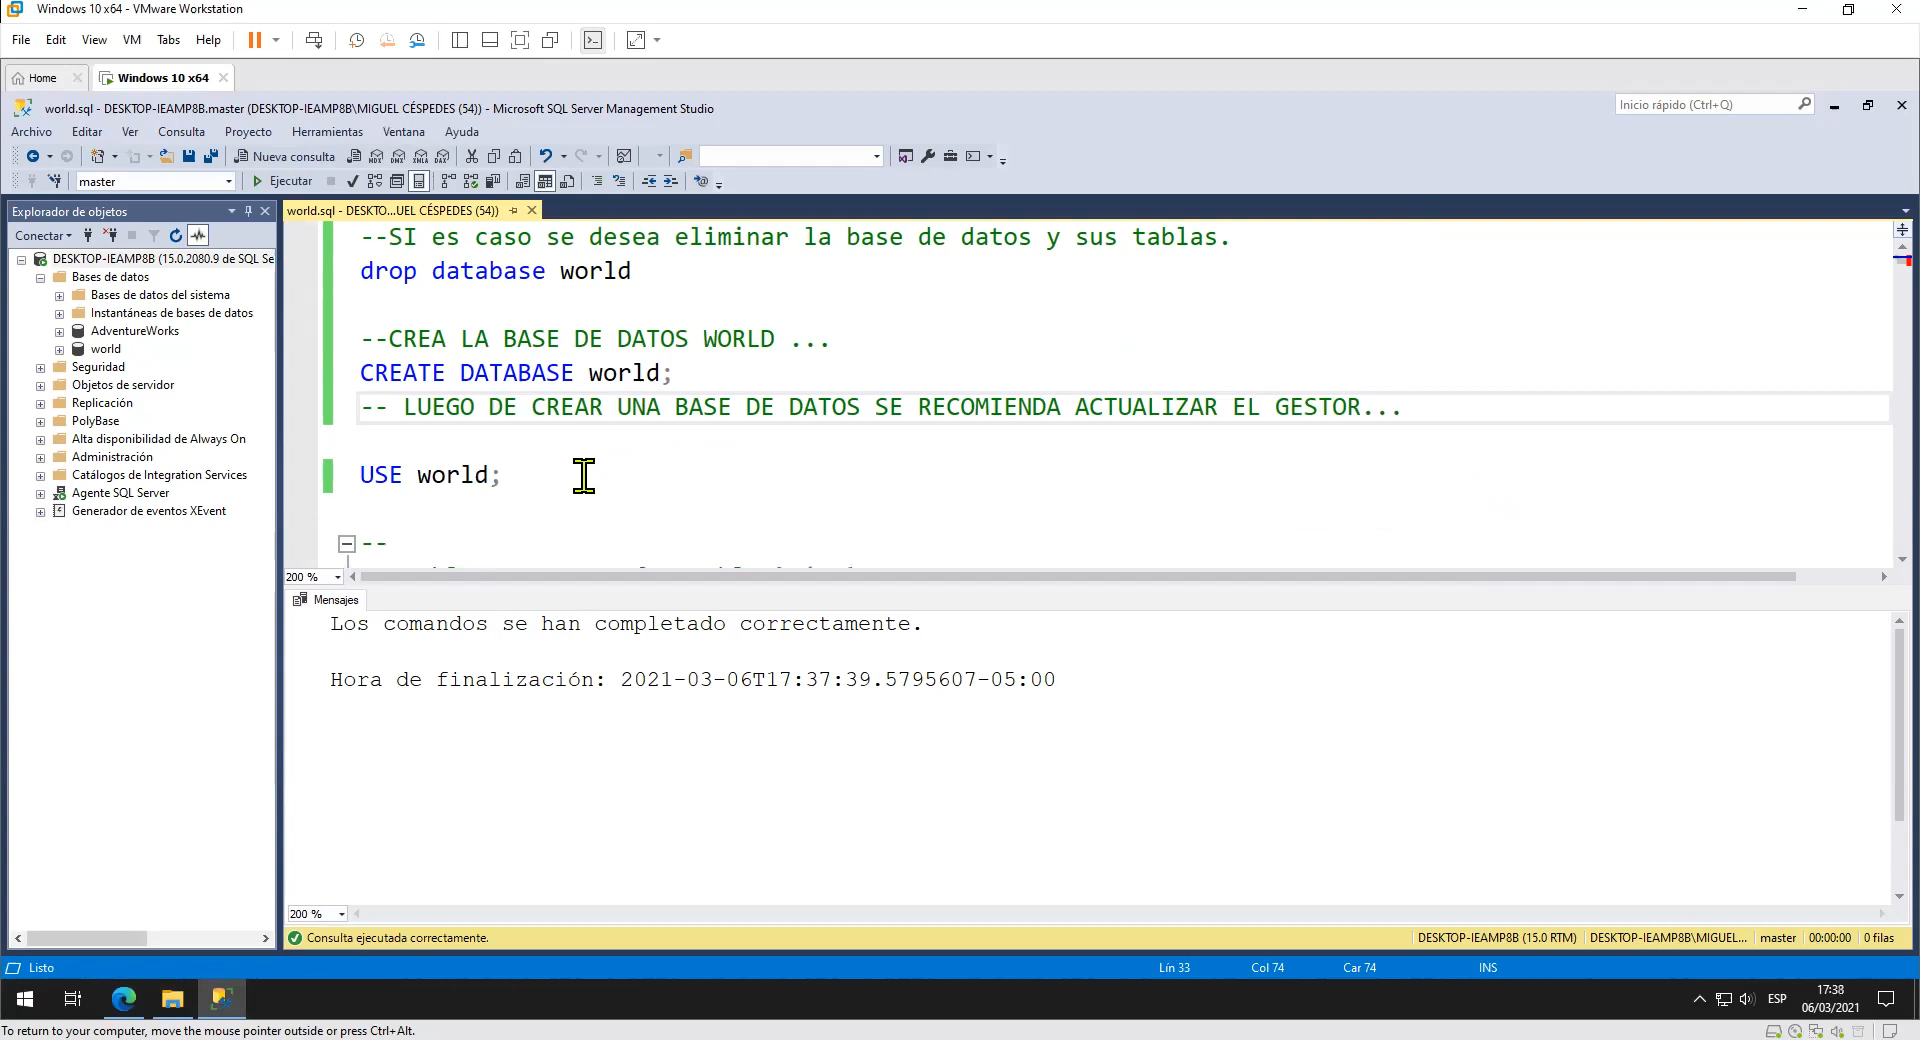 Windows 10 x64 - VMware Workstation
File Edit View VM Tabs Help
Home Windows 10 x64
world.sql - DESKTOP-IEAMP8B.master (DESKTOP-IEAMP8B\MIGUEL CÉSPEDES (54)) - Microsoft SQL Server Management Studio
Inicio rápido (Ctrl+Q)
Archivo Editar Ver Consulta Proyecto Herramientas Ventana Ayuda
Nueva consulta
MDX DMX XMLA DAX
master Ejecutar
Explorador de objetos
world.sql - DESKTO...UEL CÉSPEDES (54))
Conectar
DESKTOP-IEAMP8B (15.0.2080.9 de SQL Se
Bases de datos
Bases de datos del sistema
Instantáneas de bases de datos
AdventureWorks
world
Seguridad
Objetos de servidor
Replicación
PolyBase
Alta disponibilidad de Always On
Administración
Catálogos de Integration Services
Agente SQL Server
Generador de eventos XEvent
--SI es caso se desea eliminar la base de datos y sus tablas.
drop database world
--CREA LA BASE DE DATOS WORLD ...
CREATE DATABASE world;
-- LUEGO DE CREAR UNA BASE DE DATOS SE RECOMIENDA ACTUALIZAR EL GESTOR...
USE world;
--
200 %
Mensajes
Los comandos se han completado correctamente.
Hora de finalización: 2021-03-06T17:37:39.5795607-05:00
200 %
Consulta ejecutada correctamente. DESKTOP-IEAMP8B (15.0 RTM) DESKTOP-IEAMP8B\MIGUEL... master 00:00:00 0 filas
Listo Lín 33 Col 74 Car 74 INS
ESP 17:38
06/03/2021
To return to your computer, move the mouse pointer outside or press Ctrl+Alt.